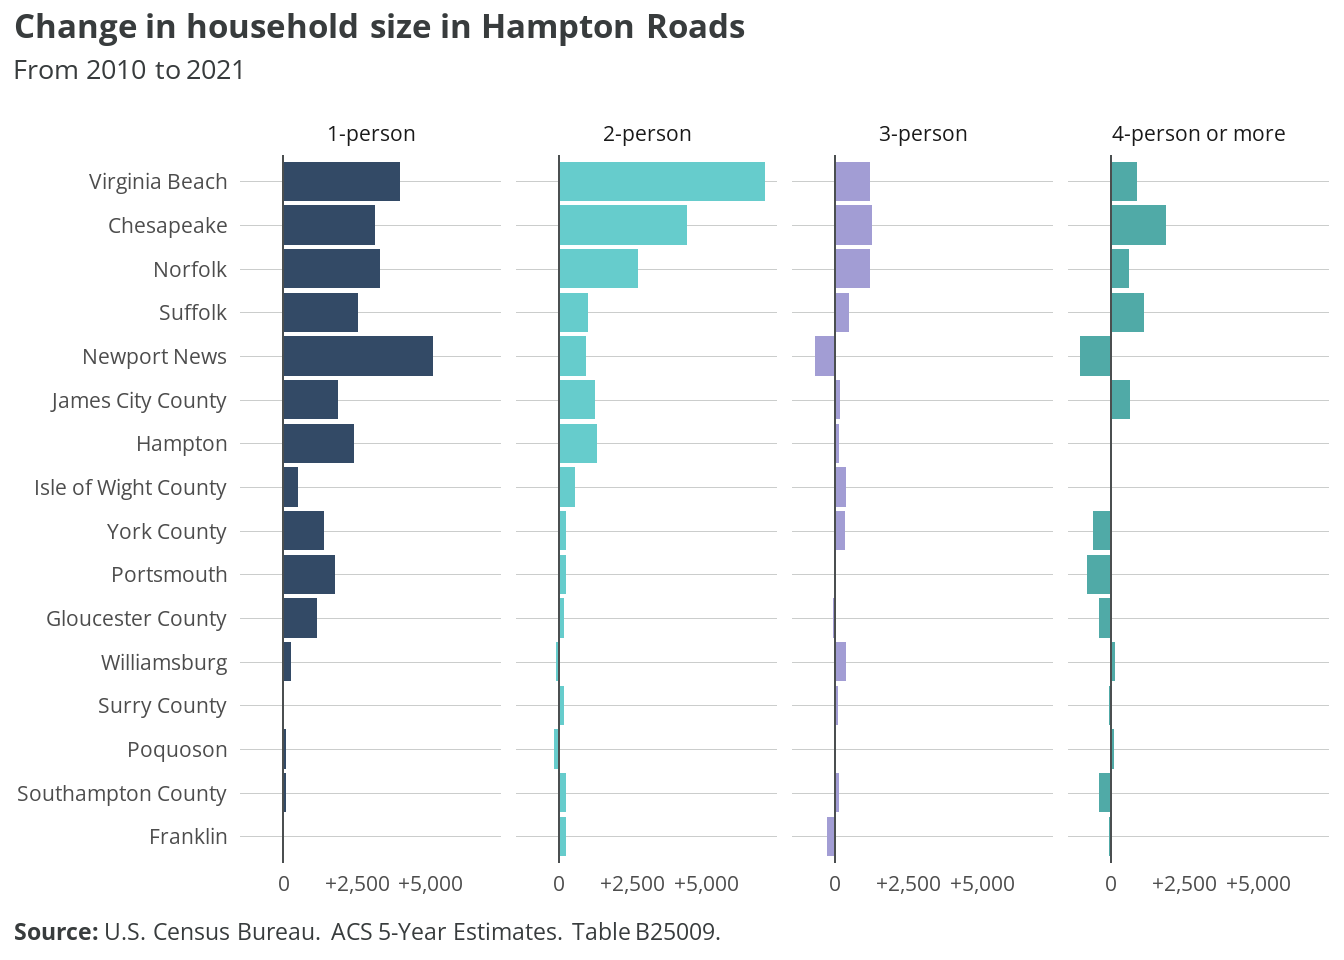 Change in household size in Hampton Roads
From 2010 to 2021
1-person 2-person 3-person 4-person or more
Virginia Beach
Chesapeake
Norfolk
Suffolk
Newport News
James City County
Hampton
Isle of Wight County
York County
Portsmouth
Gloucester County
Williamsburg
Surry County
Poquoson
Southampton County
Franklin
0 +2,500 +5,000 0 +2,500 +5,000 0 +2,500 +5,000 0 +2,500 +5,000
Source: U.S. Census Bureau. ACS 5-Year Estimates. Table B25009.